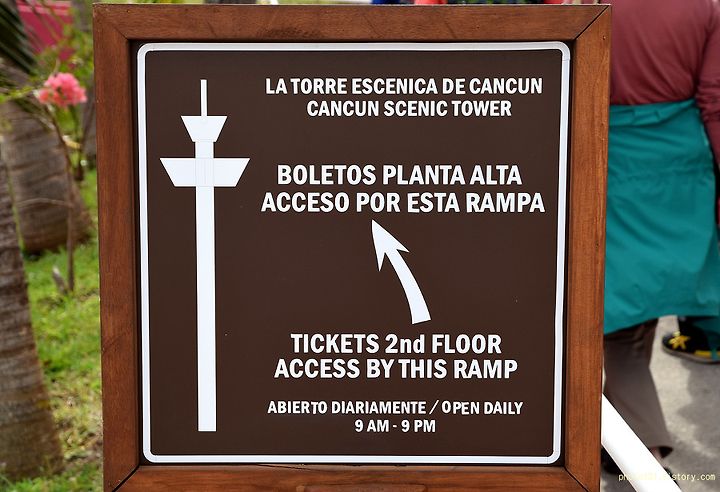 LA TORRE ESCENICA DE CANCUN
CANCUN SCENIC TOWER
BOLETOS PLANTA ALTA
ACCESO POR ESTA RAMPA
TICKETS 2nd FLOOR
ACCESS BY THIS RAMP
ABIERTO DIARIAMENTE / OPEN DAILY
9 AM - 9 PM